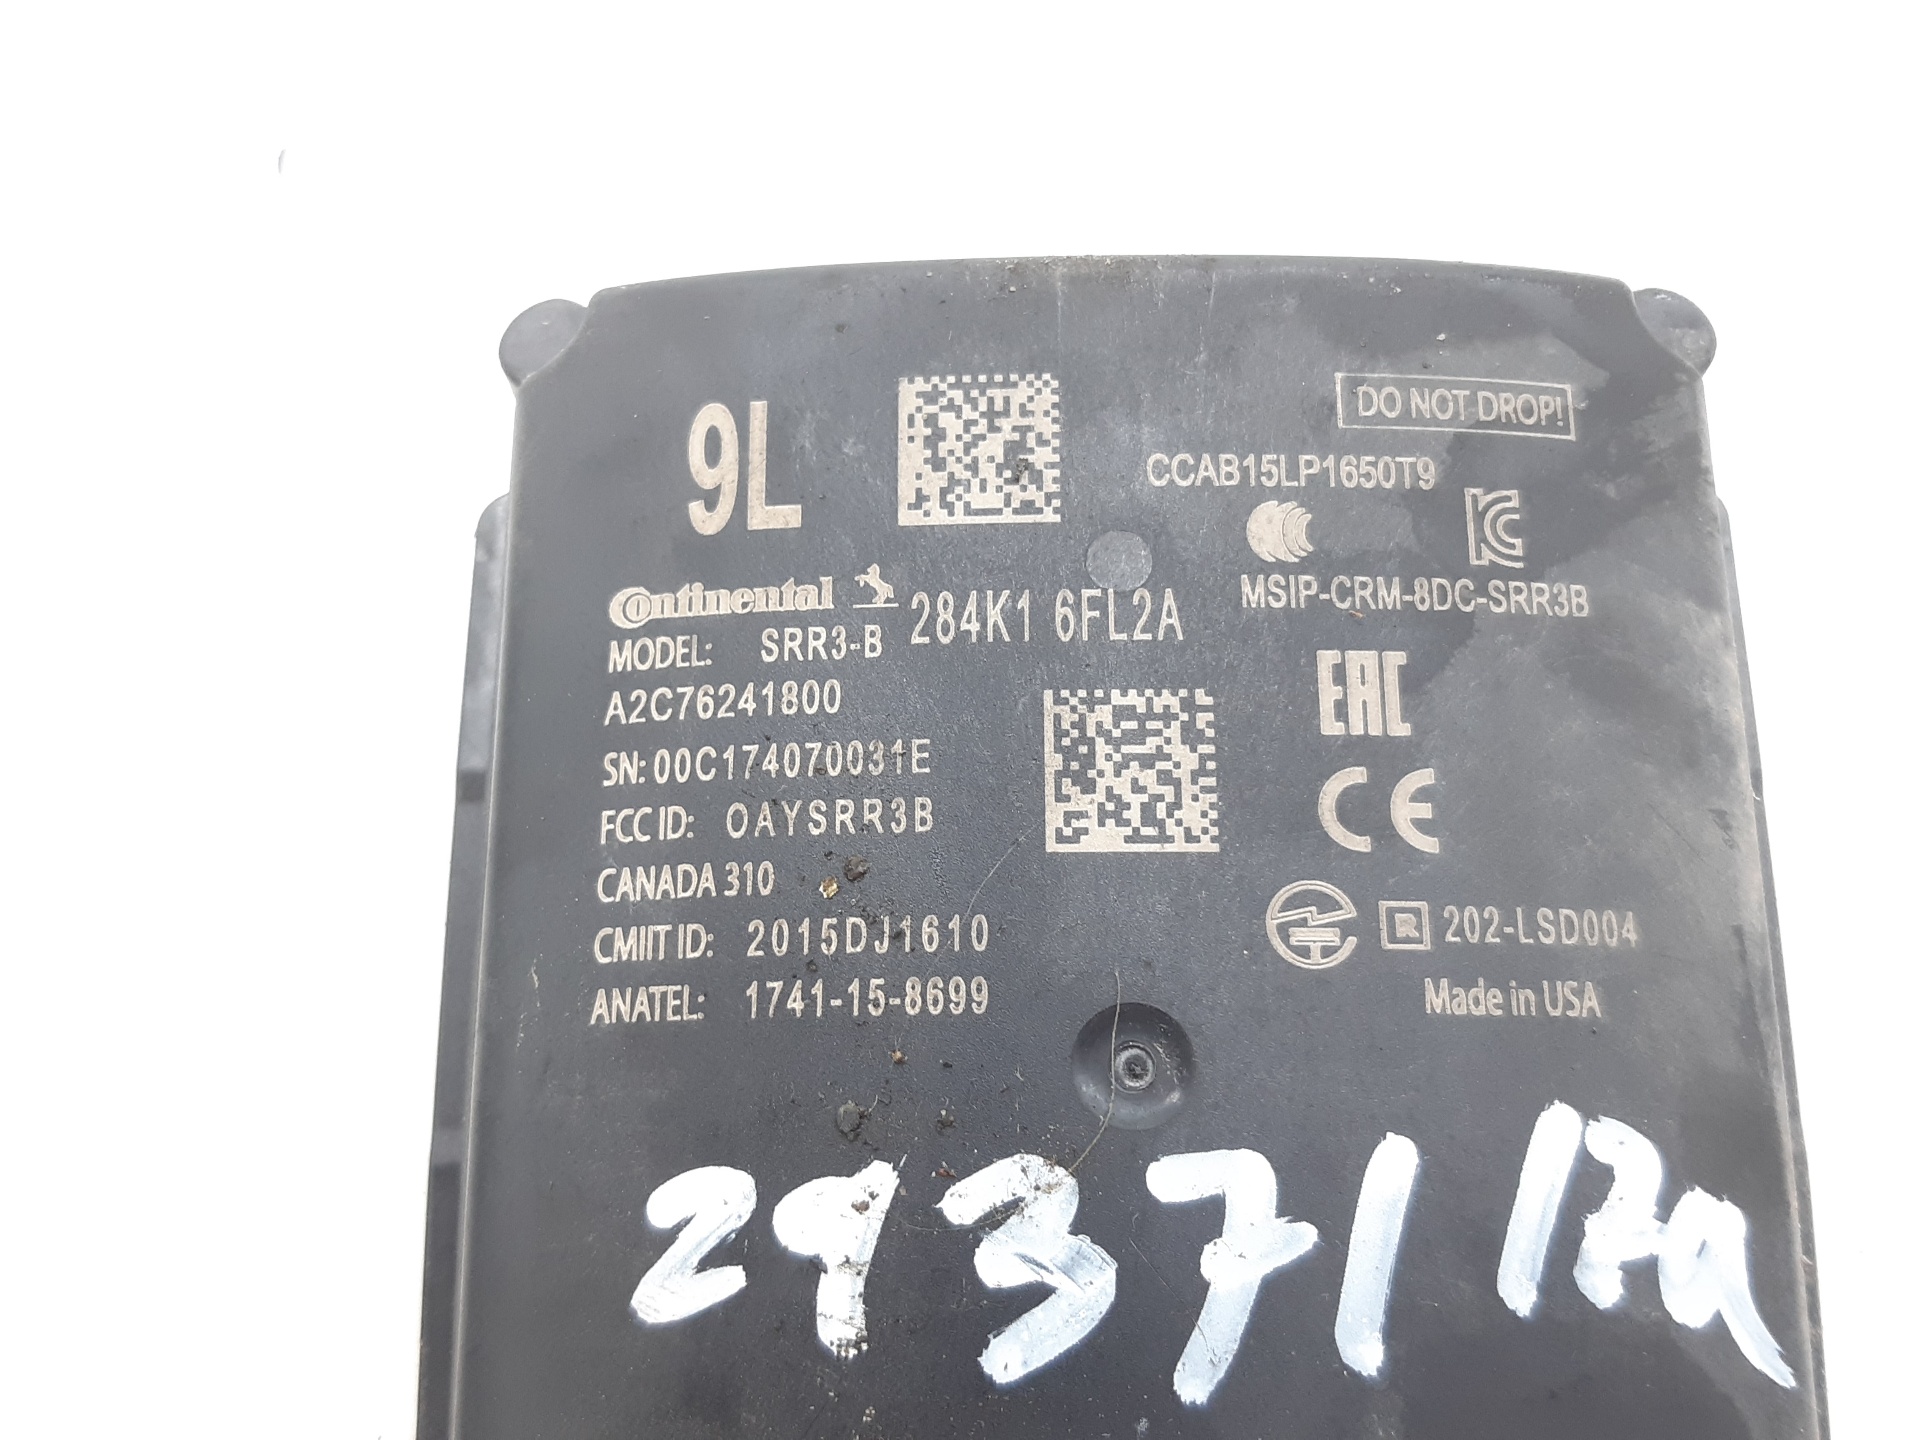 9L
DO NOT DROP!
CCAB15LP1650T9
Continental
284K1 6FL2A
MSIP-CRM-8DC-SRR3B
MODEL: SRR3-B
A2C76241800
EAC
SN: 00C174070031E
CE
FCC ID: OAYSRR3B
CANADA 310
CMIIT ID: 2015DJ1610
R 202-LSD004
ANATEL: 1741-15-8699
Made in USA
29371